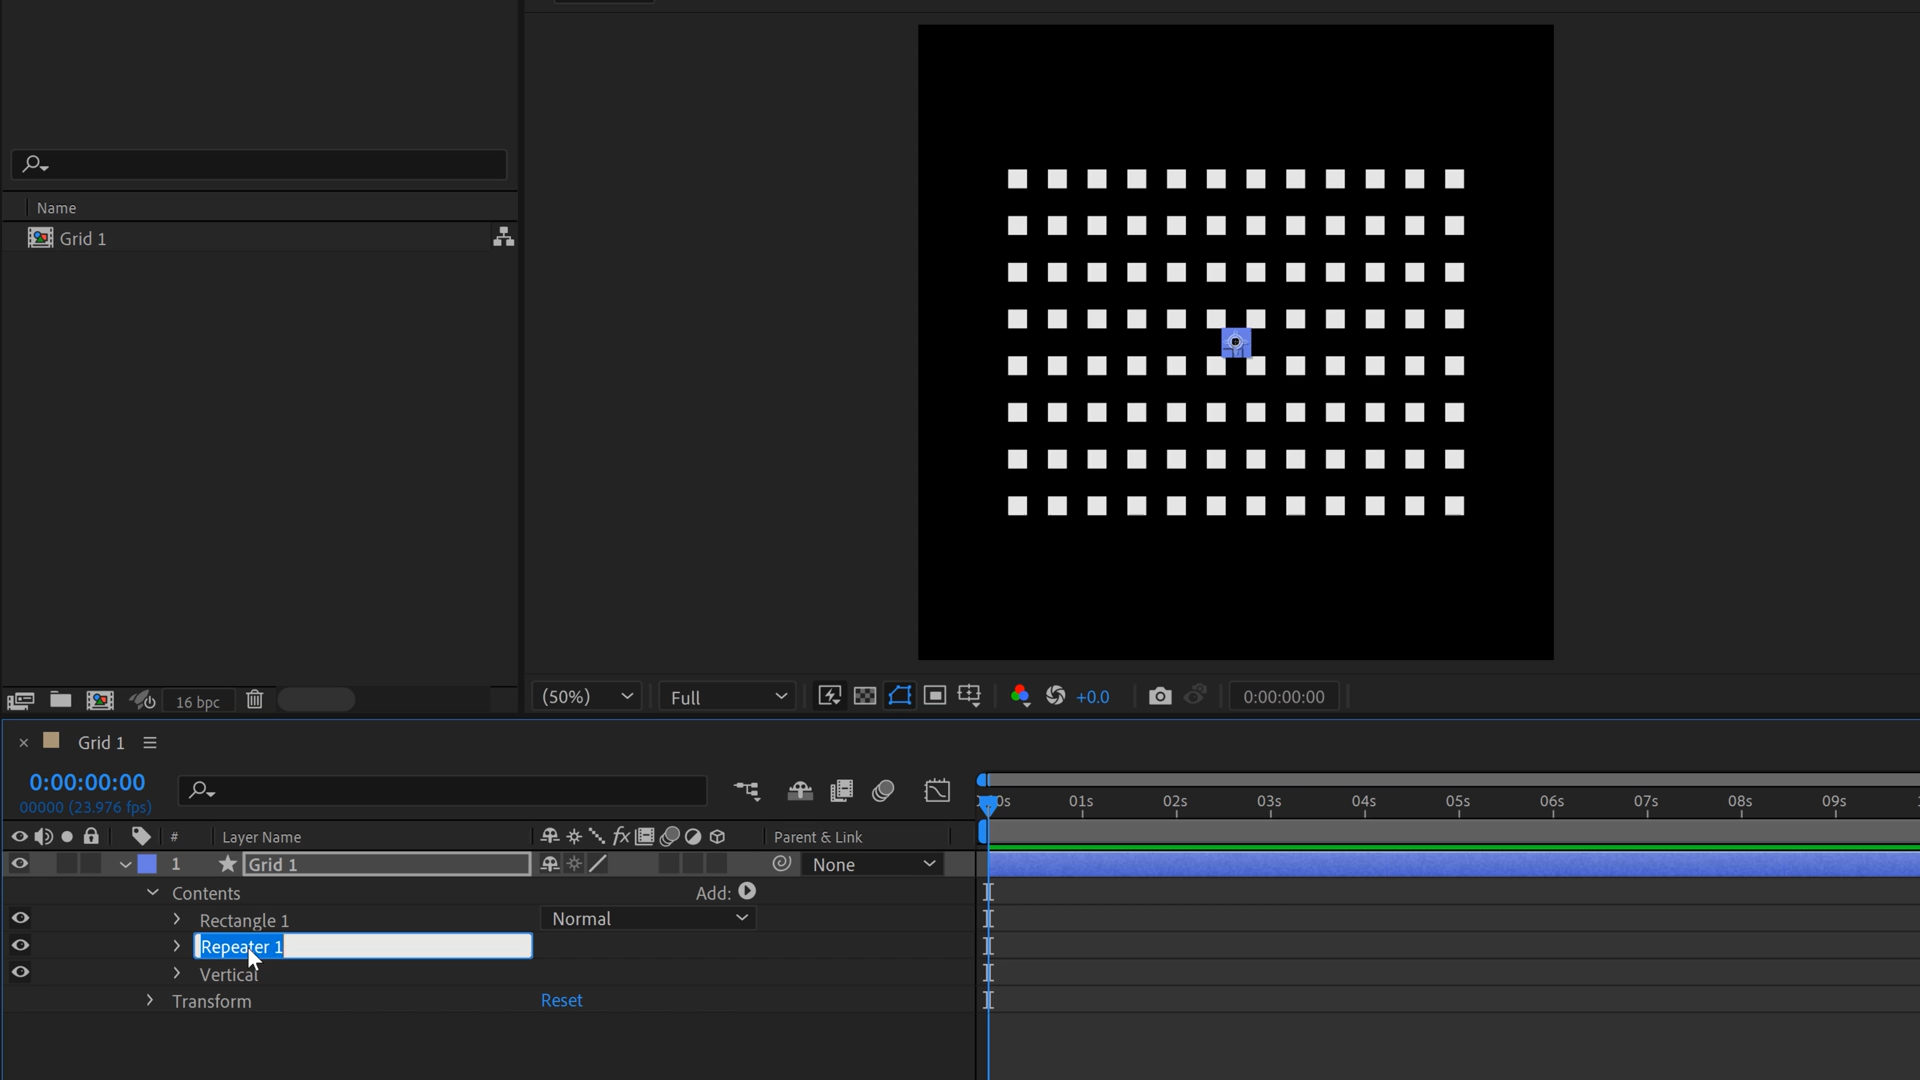 Name
Grid 1
16 bpc
(50%)
Full
+0.0
0:00:00:00
Grid 1
0:00:00:00
00000 (23.976 fps)
00s 01s 02s 03s 04s 05s 06s 07s 08s 09s
# Layer Name fx Parent & Link
1 Grid 1 None
Contents Add:
Rectangle 1 Normal
Repeater 1
Vertical
Transform Reset